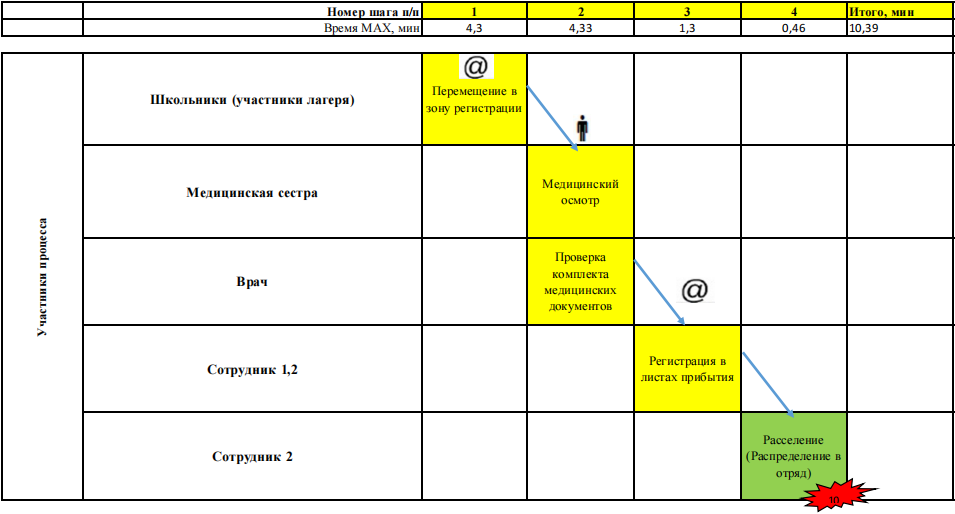 Номер шага п/п 1 2 3 4 Итого, мин
Время МАХ, мин 4,3 4,33 1,3 0,46 10,39
Участники процесса
Школьники (участники лагеря)
@
Перемещение в
зону регистрации
Медицинская сестра
Медицинский
осмотр
Врач
Проверка
комплекта
медицинских
документов
@
Сотрудник 1,2
Регистрация в
листах прибытия
Сотрудник 2
Расселение
(Распределение в
отряд)
10